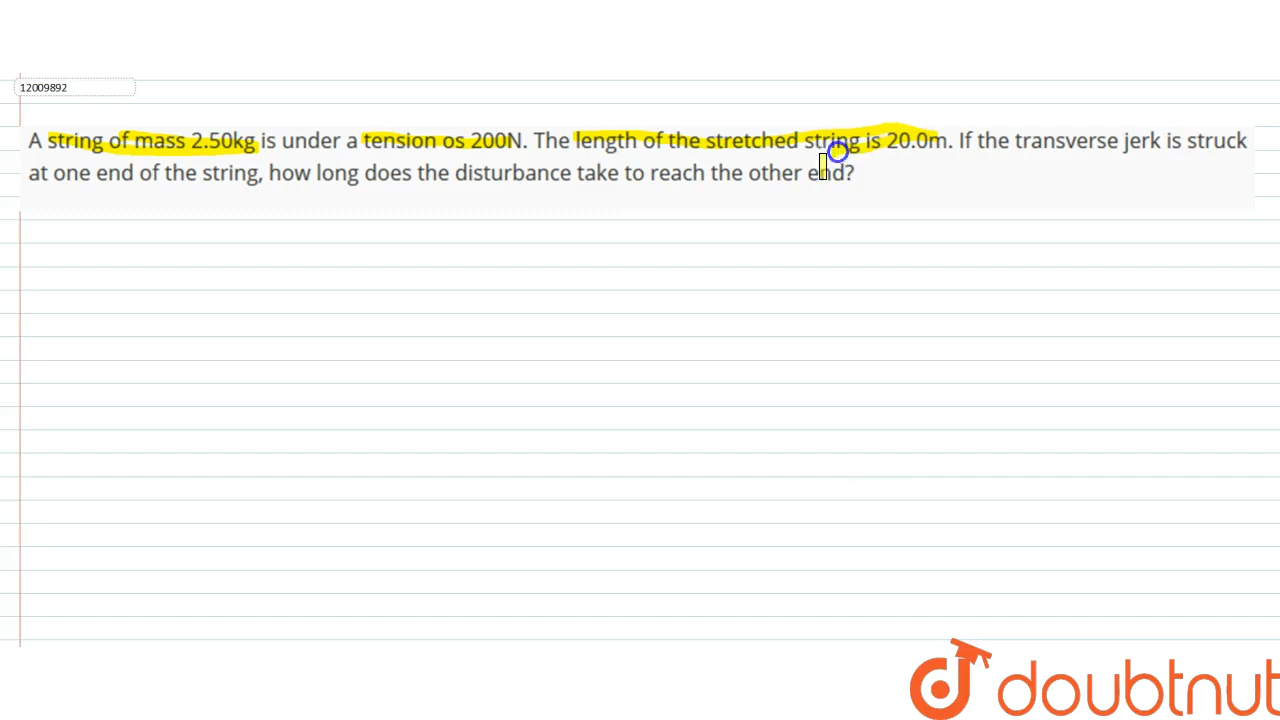 12009892
A string of mass 2.50kg is under a tension os 200N. The length of the stretched string is 20.0m. If the transverse jerk is struck
at one end of the string, how long does the disturbance take to reach the other end?
doubtnut